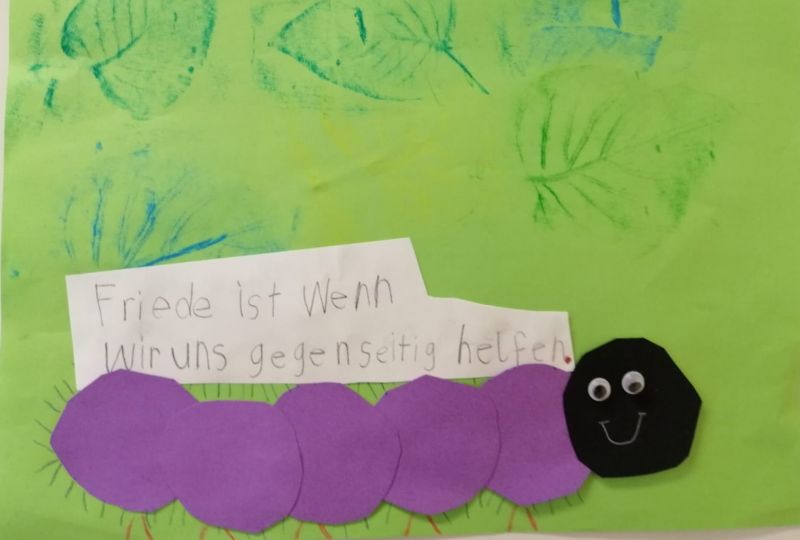 Friede ist Wenn
Wir uns gegenseitig helfen.